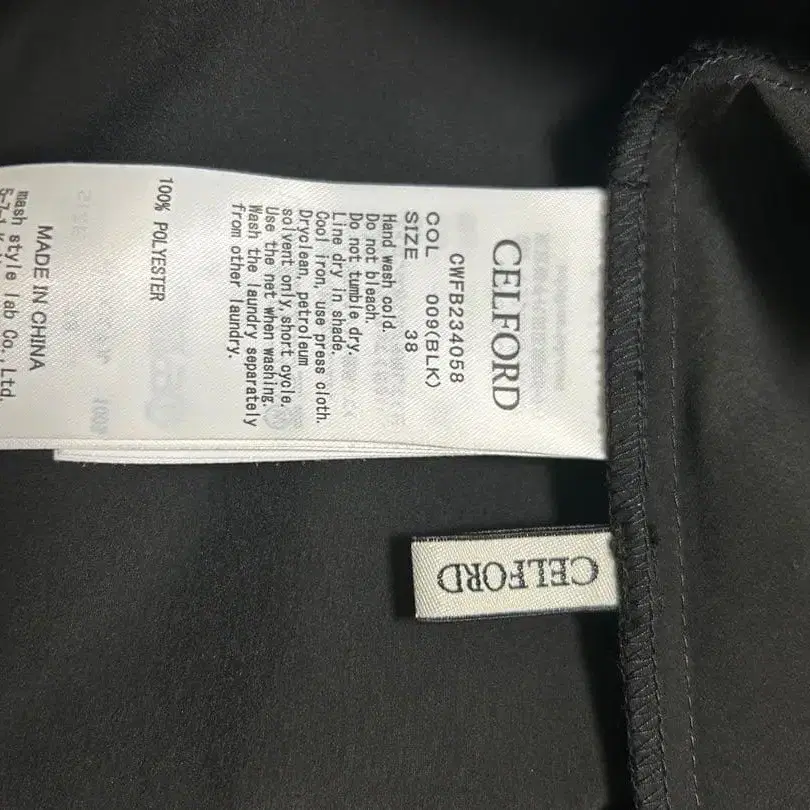 CELFORD
CWFB234058
COL 009(BLK)
SIZE 38
Hand wash cold.
Do not bleach.
Do not tumble dry.
Line dry in shade.
Cool iron, use press cloth.
Dryclean, petroleum
solvent only, short cycle.
Use the net when washing.
Wash the laundry separately
from other laundry.
100% POLYESTER
MADE IN CHINA
mash style lab Co., Ltd.
CELFORD